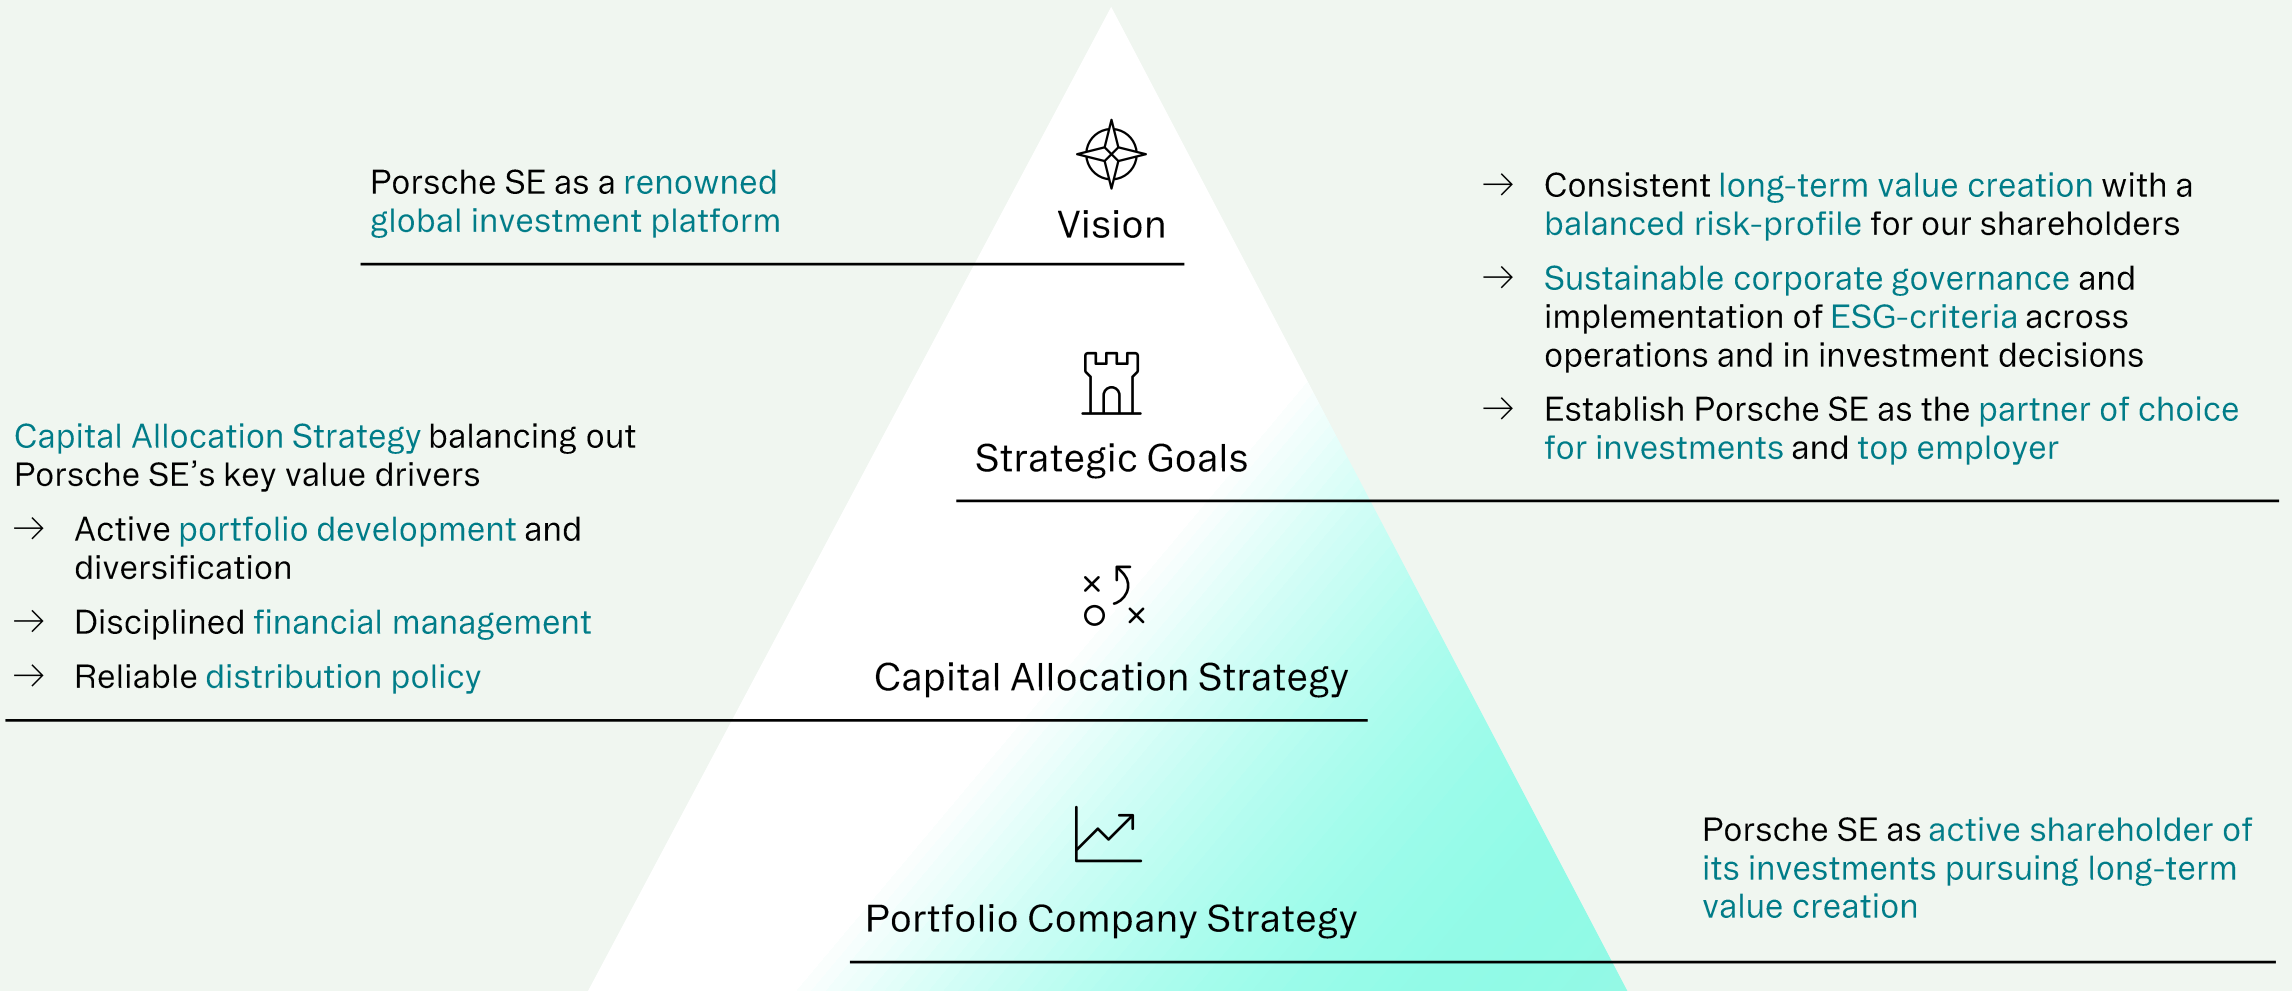 Porsche SE as a renowned
global investment platform
Vision
→ Consistent long-term value creation with a
balanced risk-profile for our shareholders
→ Sustainable corporate governance and
implementation of ESG-criteria across
operations and in investment decisions
→ Establish Porsche SE as the partner of choice
for investments and top employer
Strategic Goals
Capital Allocation Strategy balancing out
Porsche SE’s key value drivers
→ Active portfolio development and
diversification
→ Disciplined financial management
→ Reliable distribution policy
Capital Allocation Strategy
Portfolio Company Strategy
Porsche SE as active shareholder of
its investments pursuing long-term
value creation